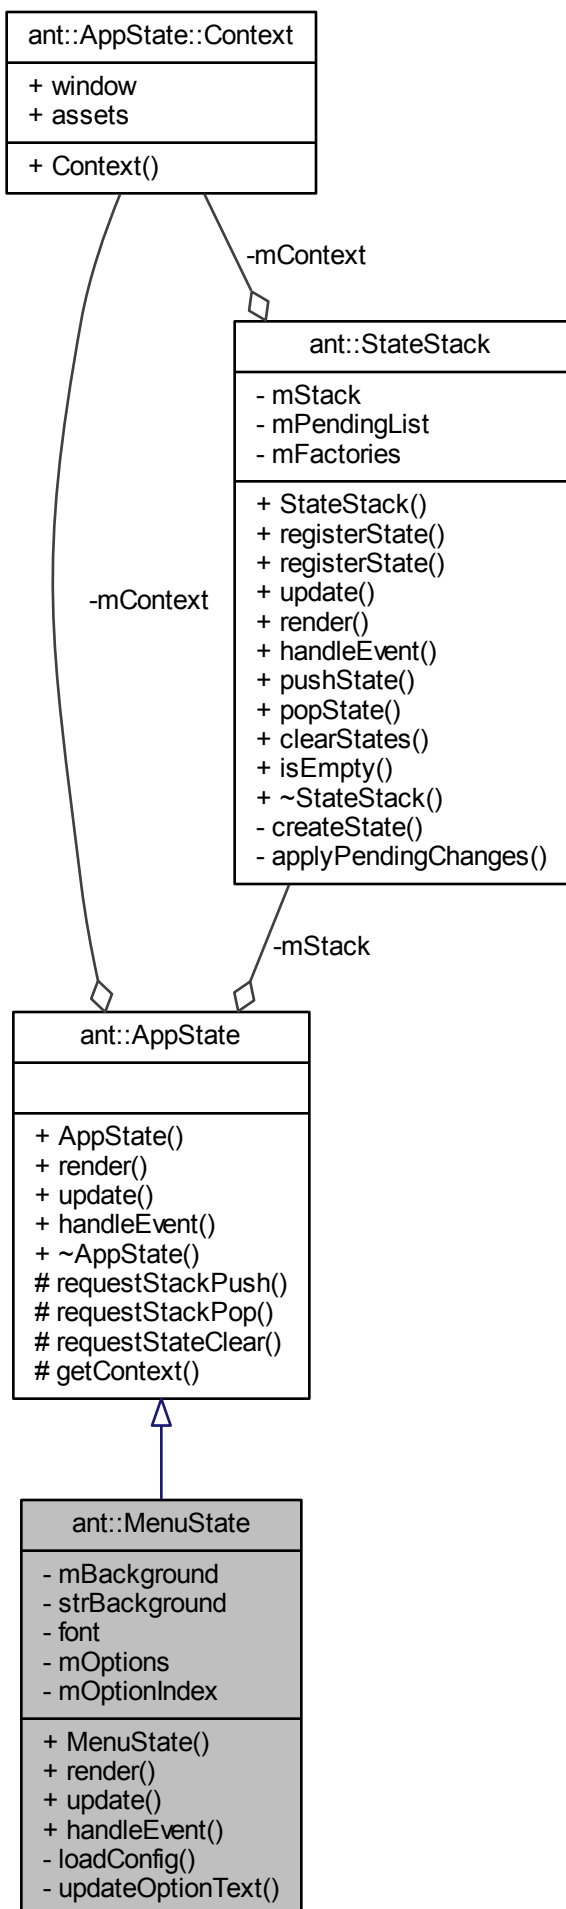 ant::AppState::Context
+ window
+ assets
+ Context()
-mContext
ant::StateStack
- mStack
- mPendingList
- mFactories
+ StateStack()
+ registerState()
+ registerState()
+ update()
+ render()
+ handleEvent()
+ pushState()
+ popState()
+ clearStates()
+ isEmpty()
+ ~StateStack()
- createState()
- applyPendingChanges()
-mContext
-mStack
ant::AppState
+ AppState()
+ render()
+ update()
+ handleEvent()
+ ~AppState()
# requestStackPush()
# requestStackPop()
# requestStateClear()
# getContext()
ant::MenuState
- mBackground
- strBackground
- font
- mOptions
- mOptionIndex
+ MenuState()
+ render()
+ update()
+ handleEvent()
- loadConfig()
- updateOptionText()